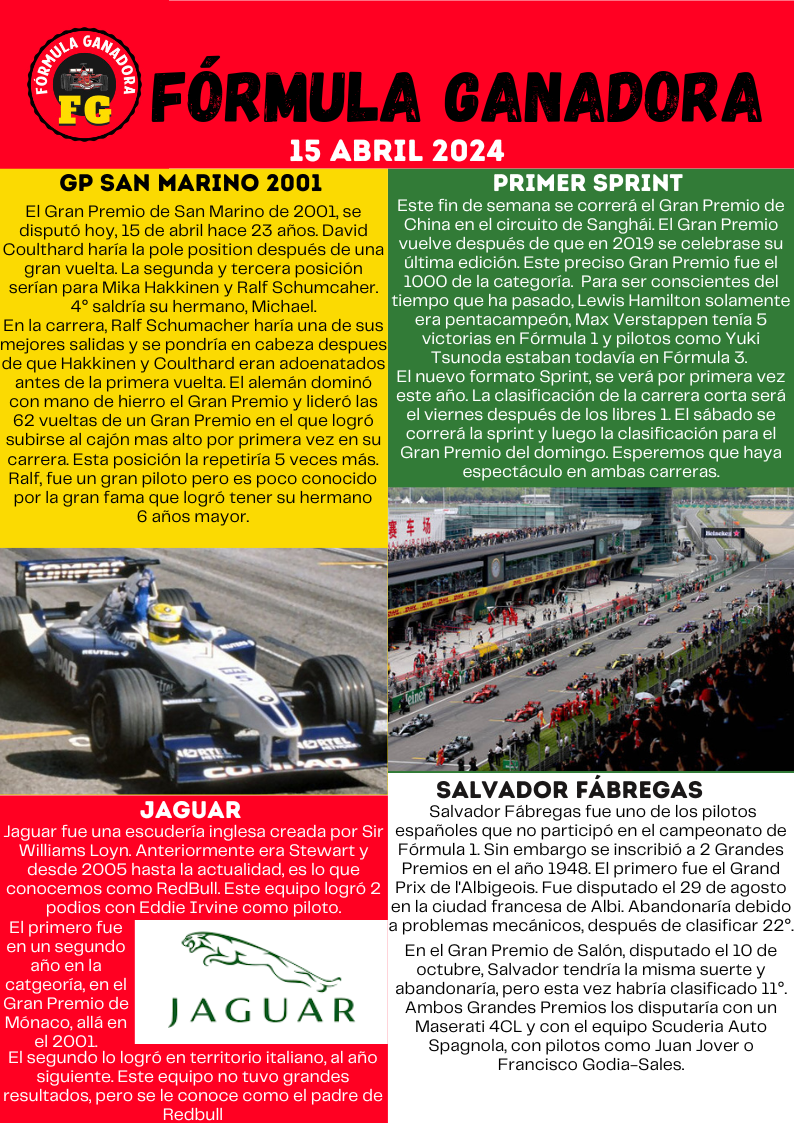 FÓRMULA GANADORA
FG
FÓRMULA GANADORA
15 ABRIL 2024
GP SAN MARINO 2001
El Gran Premio de San Marino de 2001, se
disputó hoy, 15 de abril hace 23 años. David
Coulthard haría la pole position después de una
gran vuelta. La segunda y tercera posición
serían para Mika Hakkinen y Ralf Schumcaher.
4° saldría su hermano, Michael.
En la carrera, Ralf Schumacher haría una de sus
mejores salidas y se pondría en cabeza despues
de que Hakkinen y Coulthard eran adoenatados
antes de la primera vuelta. El alemán dominó
con mano de hierro el Gran Premio y lideró las
62 vueltas de un Gran Premio en el que logró
subirse al cajón mas alto por primera vez en su
carrera. Esta posición la repetiría 5 veces más.
Ralf, fue un gran piloto pero es poco conocido
por la gran fama que logró tener su hermano
6 años mayor.
COMPAQ
COMPAQ
REUTERS
5
NORTEL
NETWORKS
NORTEL
NETWORKS
COMPAQ
JAGUAR
Jaguar fue una escudería inglesa creada por Sir
Williams Loyn. Anteriormente era Stewart y
desde 2005 hasta la actualidad, es lo que
conocemos como RedBull. Este equipo logró 2
podios con Eddie Irvine como piloto.
El primero fue
en un segundo
año en la
catgeoría, en el
Gran Premio de
Mónaco, allá en
el 2001.
JAGUAR
El segundo lo logró en territorio italiano, al año
siguiente. Este equipo no tuvo grandes
resultados, pero se le conoce como el padre de
Redbull
PRIMER SPRINT
Este fin de semana se correrá el Gran Premio de
China en el circuito de Sanghái. El Gran Premio
vuelve después de que en 2019 se celebrase su
última edición. Este preciso Gran Premio fue el
1000 de la categoría. Para ser conscientes del
tiempo que ha pasado, Lewis Hamilton solamente
era pentacampeón, Max Verstappen tenía 5
victorias en Fórmula 1 y pilotos como Yuki
Tsunoda estaban todavía en Fórmula 3.
El nuevo formato Sprint, se verá por primera vez
este año. La clasificación de la carrera corta será
el viernes después de los libres 1. El sábado se
correrá la sprint y luego la clasificación para el
Gran Premio del domingo. Esperemos que haya
espectáculo en ambas carreras.
赛车场
Heineken
DHL
Heineken
SALVADOR FÁBREGAS
Salvador Fábregas fue uno de los pilotos
españoles que no participó en el campeonato de
Fórmula 1. Sin embargo se inscribió a 2 Grandes
Premios en el año 1948. El primero fue el Grand
Prix de l'Albigeois. Fue disputado el 29 de agosto
en la ciudad francesa de Albi. Abandonaría debido
a problemas mecánicos, después de clasificar 22°.
En el Gran Premio de Salón, disputado el 10 de
octubre, Salvador tendría la misma suerte y
abandonaría, pero esta vez habría clasificado 11°.
Ambos Grandes Premios los disputaría con un
Maserati 4CL y con el equipo Scuderia Auto
Spagnola, con pilotos como Juan Jover o
Francisco Godia-Sales.